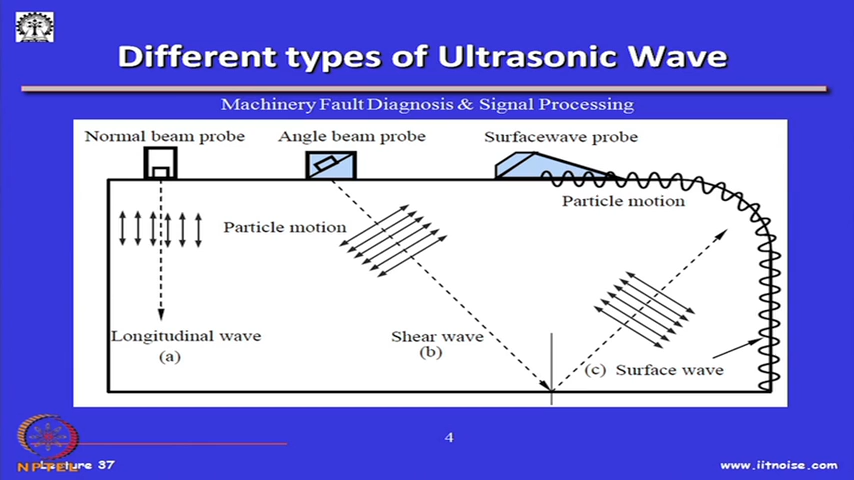 Different types of Ultrasonic Wave
Machinery Fault Diagnosis & Signal Processing
Normal beam probe
Angle beam probe
Surfacewave probe
Particle motion
Particle motion
Longitudinal wave
(a)
Shear wave
(b)
(c) Surface wave
4
NPTEL
Lecture 37
www.iitnoise.com